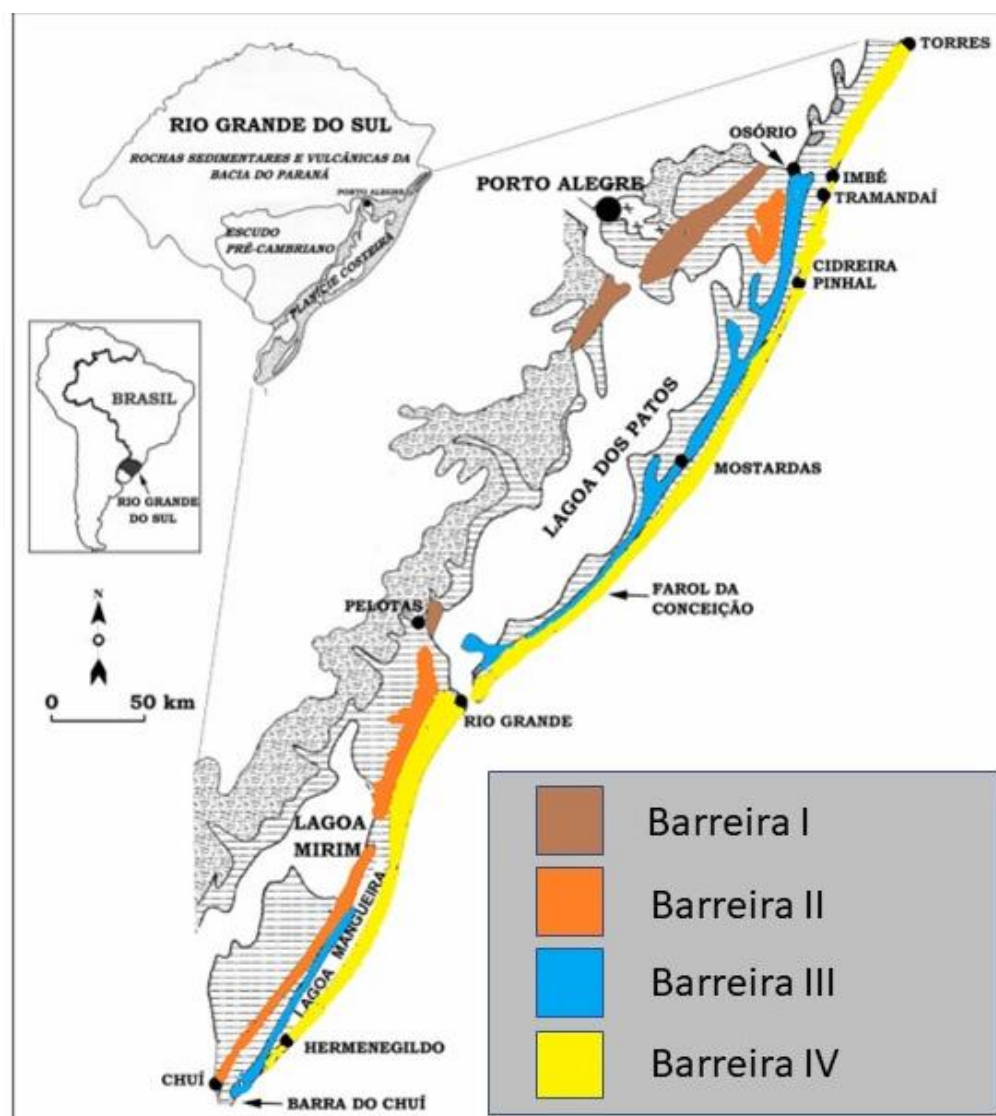 TORRES
RIO GRANDE DO SUL
ROCHAS SEDIMENTARES E VULCÂNICAS DA
BACIA DO PARANÁ
PORTO ALEGRE
ESCUDO
PRÉ-CAMBRIANO
PLANÍCIE COSTEIRA
OSÓRIO
IMBÉ
TRAMANDAÍ
PORTO ALEGRE
CIDREIRA
PINHAL
BRASIL
RIO GRANDE
DO SUL
LAGOA DOS PATOS
MOSTARDAS
FAROL DA
CONCEIÇÃO
PELOTAS
N
0 50 km
RIO GRANDE
LAGOA
MIRIM
LAGOA MANGUEIRA
HERMENEGILDO
CHUÍ
BARRA DO CHUÍ
Barreira I
Barreira II
Barreira III
Barreira IV